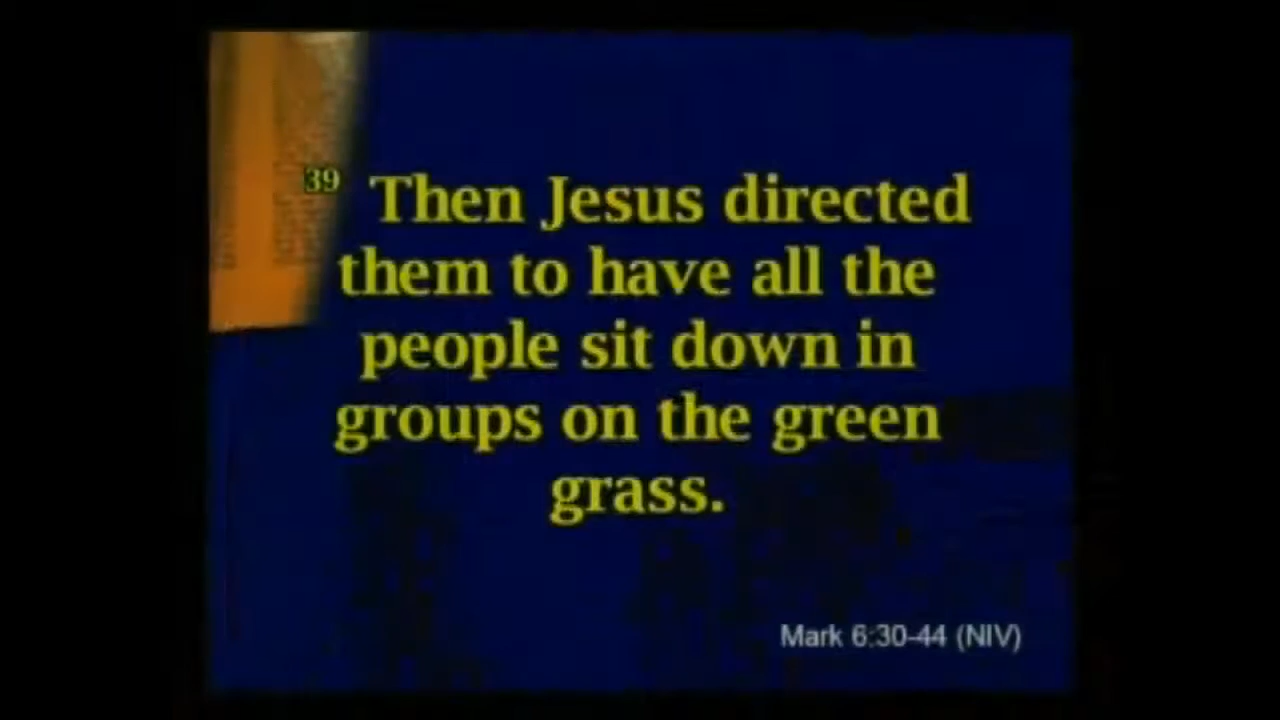 39 Then Jesus directed
them to have all the
people sit down in
groups on the green
grass.
Mark 6:30-44 (NIV)